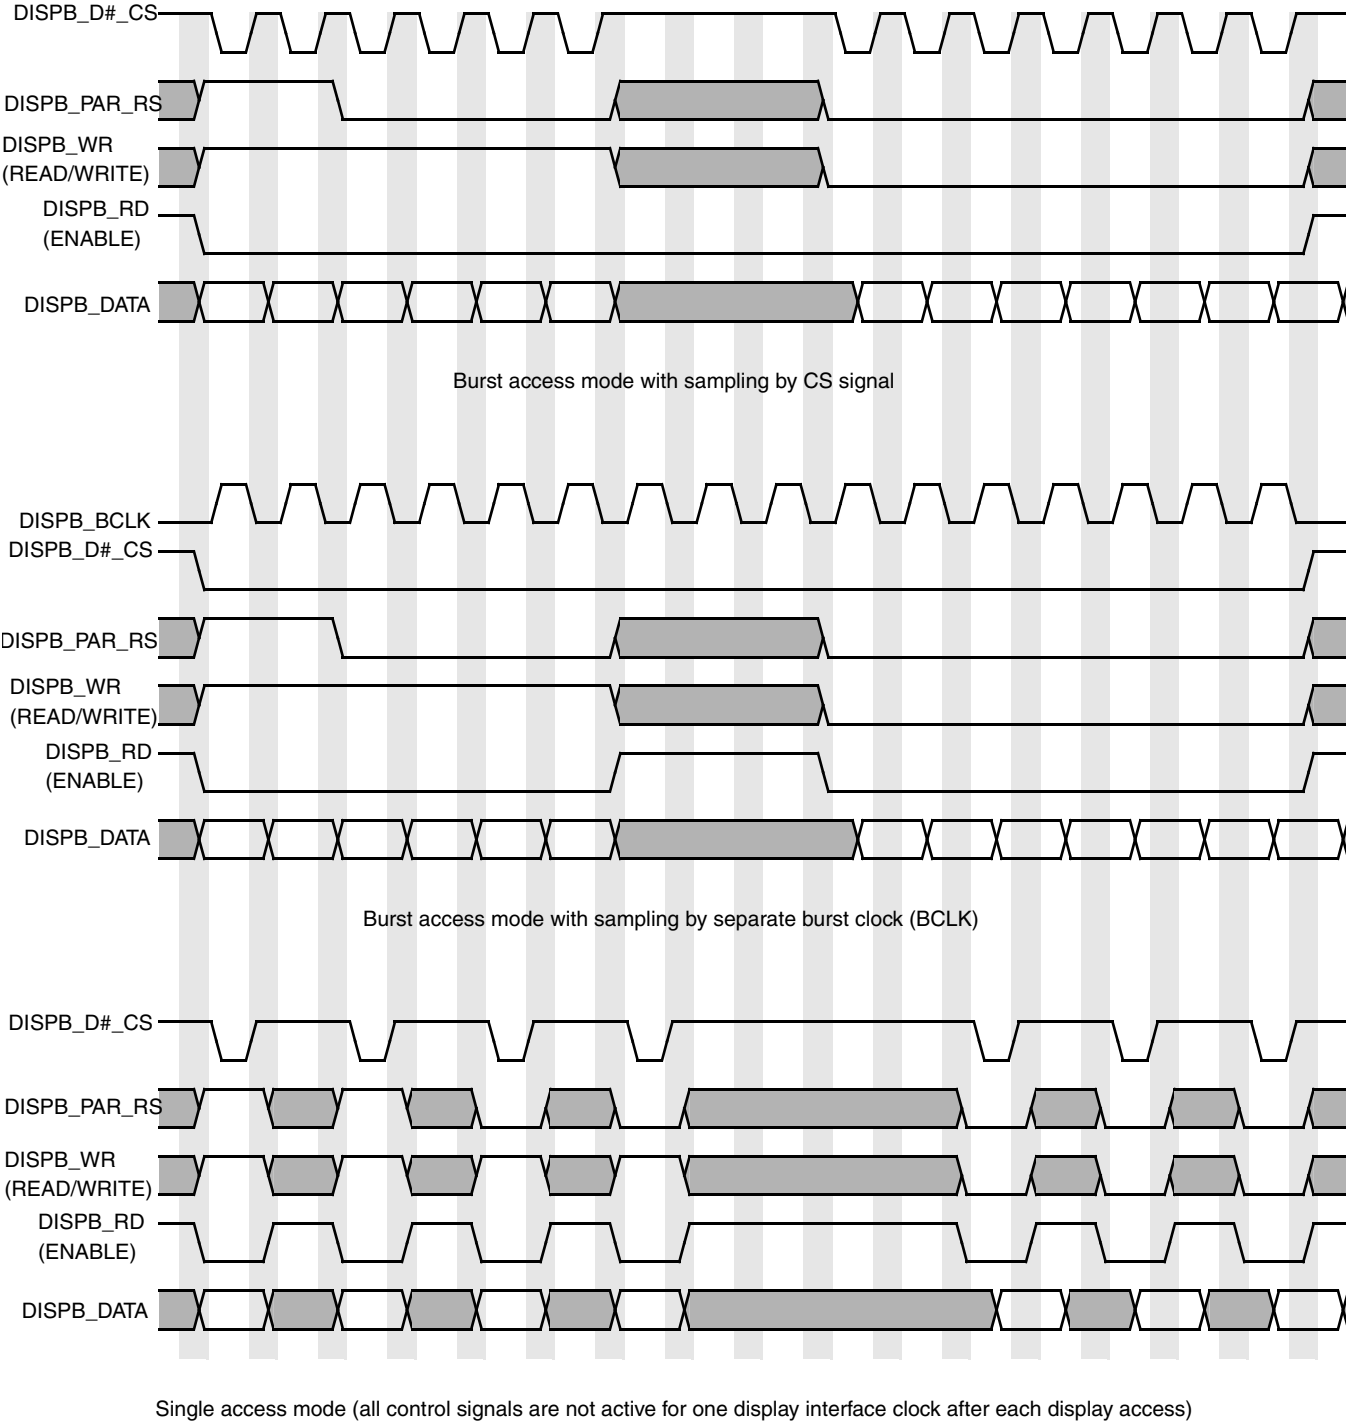 DISPB_D#_CS
DISPB_PAR_RS
DISPB_WR
(READ/WRITE)
DISPB_RD
(ENABLE)
DISPB_DATA
Burst access mode with sampling by CS signal
DISPB_BCLK
DISPB_D#_CS
DISPB_PAR_RS
DISPB_WR
(READ/WRITE)
DISPB_RD
(ENABLE)
DISPB_DATA
Burst access mode with sampling by separate burst clock (BCLK)
DISPB_D#_CS
DISPB_PAR_RS
DISPB_WR
(READ/WRITE)
DISPB_RD
(ENABLE)
DISPB_DATA
Single access mode (all control signals are not active for one display interface clock after each display access)